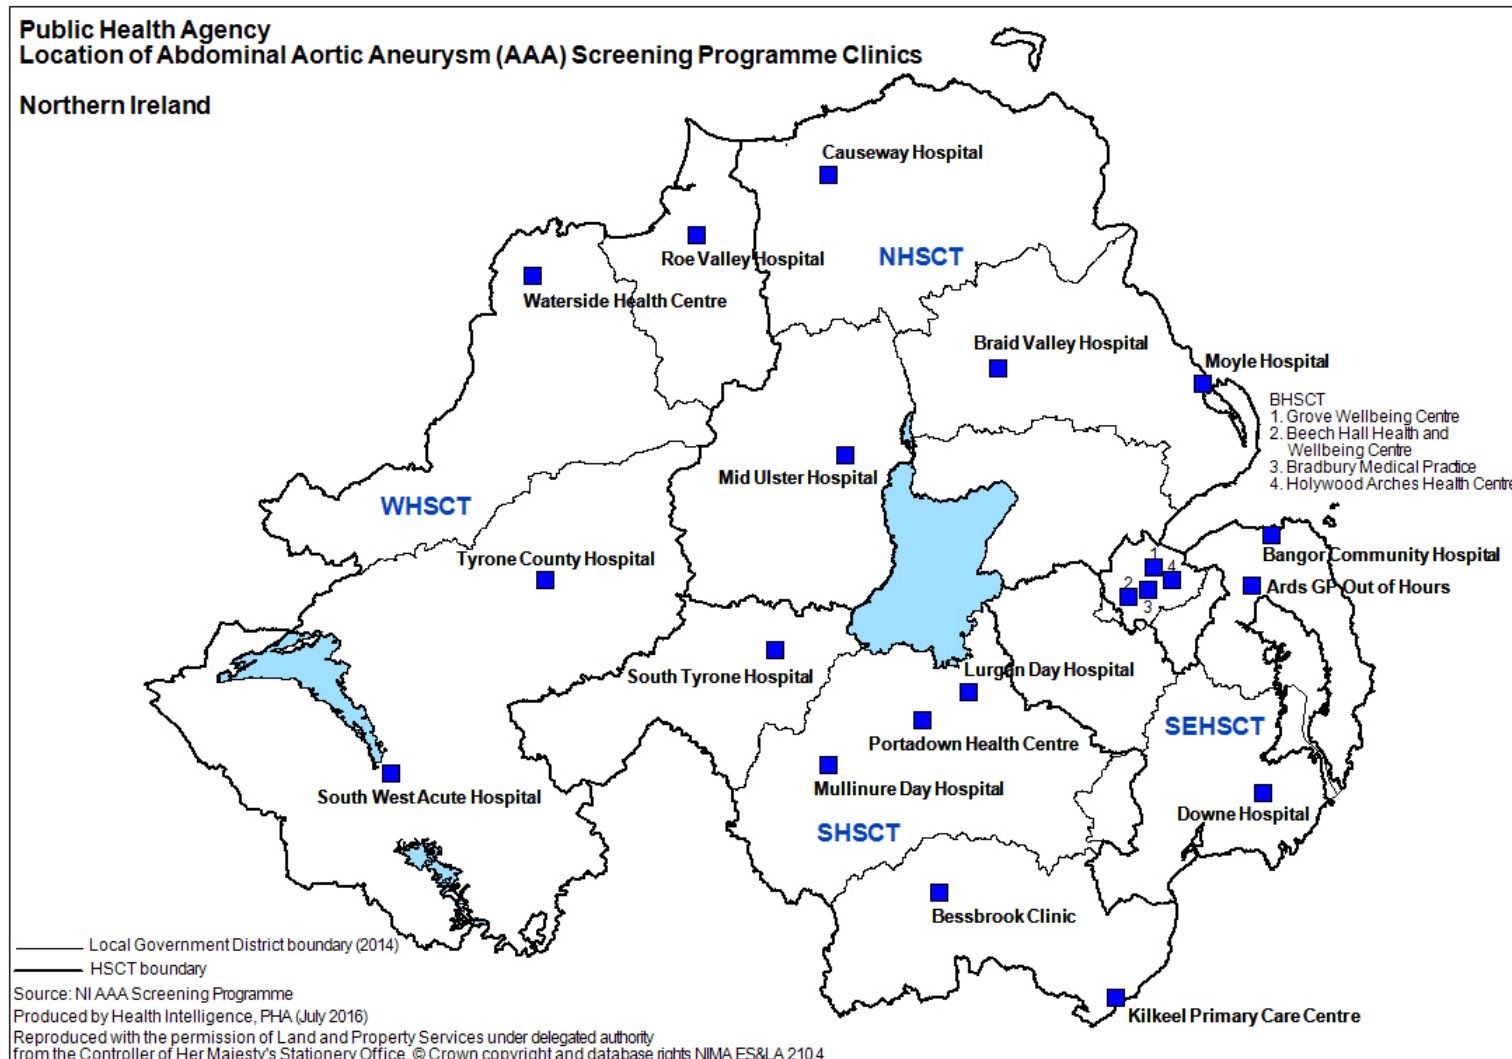 Public Health Agency
Location of Abdominal Aortic Aneurysm (AAA) Screening Programme Clinics
Northern Ireland
Causeway Hospital
NHSCT
Roe Valley Hospital
Waterside Health Centre
Braid Valley Hospital
Moyle Hospital
BHSCT
1. Grove Wellbeing Centre
2. Beech Hall Health and
Wellbeing Centre
3. Bradbury Medical Practice
4. Holywood Arches Health Centre
Mid Ulster Hospital
WHSCT
Tyrone County Hospital
Bangor Community Hospital
1
4
2
3
Ards GP Out of Hours
South Tyrone Hospital
Lurgan Day Hospital
SEHSCT
Portadown Health Centre
Mullinure Day Hospital
South West Acute Hospital
Downe Hospital
SHSCT
Bessbrook Clinic
Kilkeel Primary Care Centre
Local Government District boundary (2014)
HSCT boundary
Source: NI AAA Screening Programme
Produced by Health Intelligence, PHA (July 2016)
Reproduced with the permission of Land and Property Services under delegated authority
from the Controller of Her Majesty's Stationery Office, © Crown copyright and database rights NIMA ES&LA 210.4